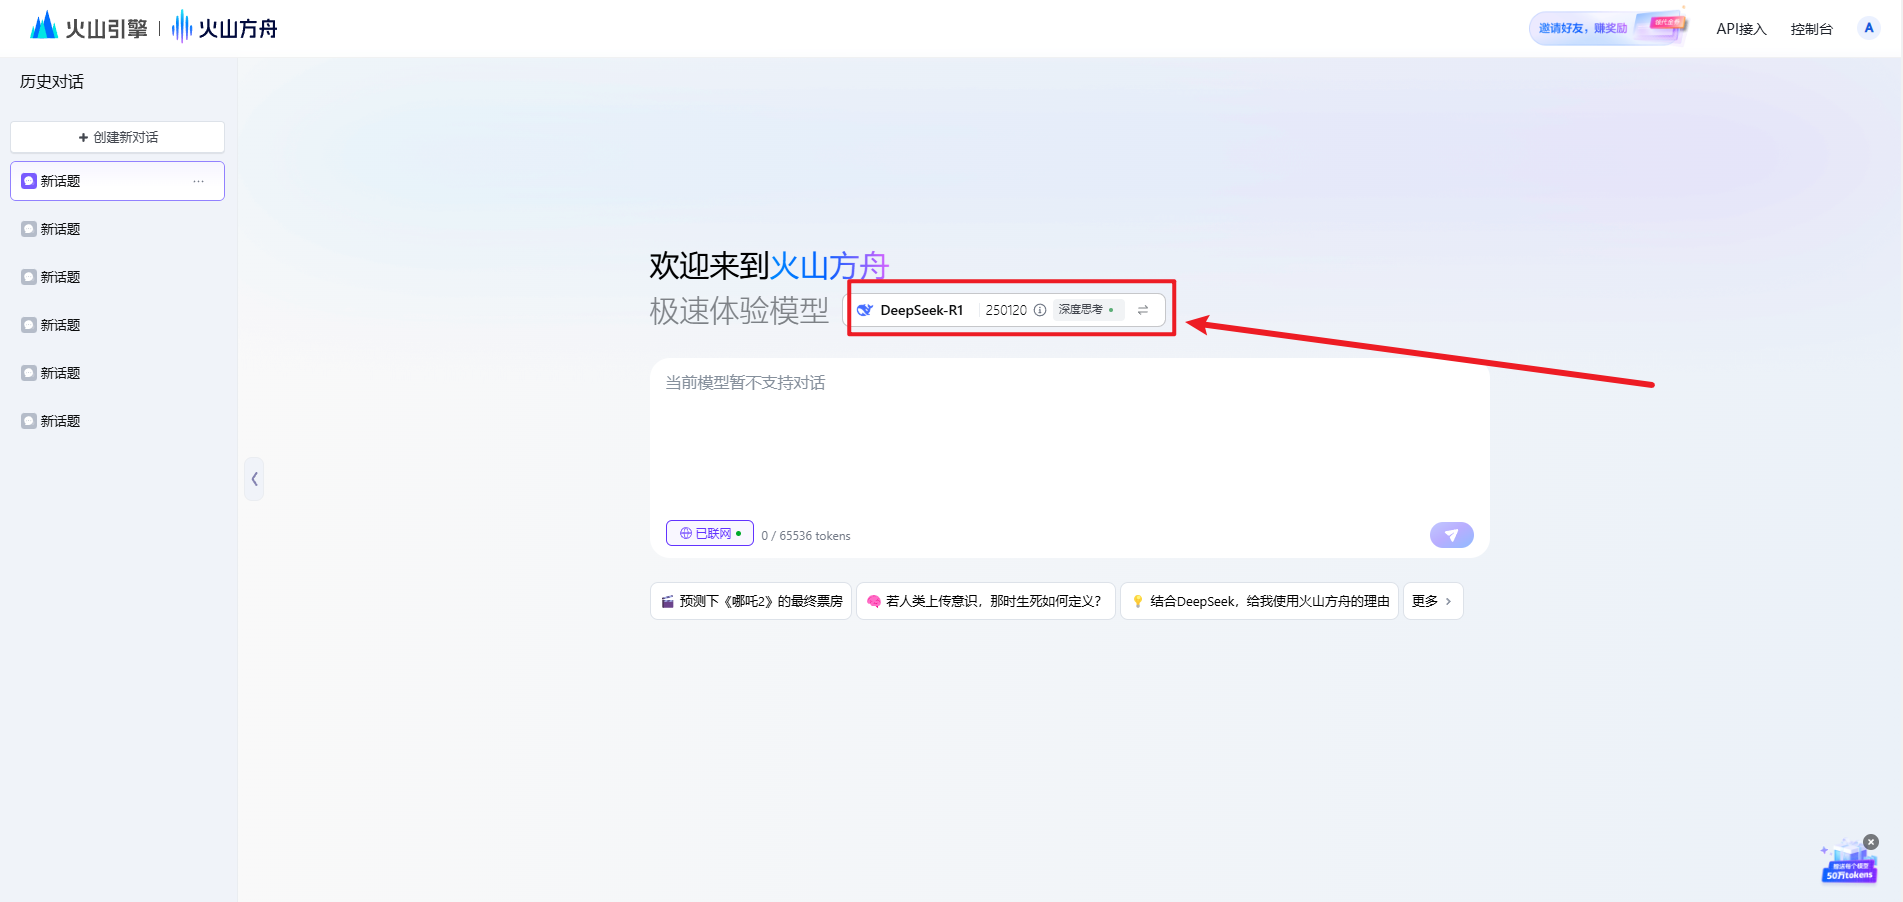 火山引擎 | 火山方舟
邀请好友，赚奖励
API接入
控制台
A
历史对话
+ 创建新对话
新话题 ...
新话题
新话题
新话题
新话题
新话题
欢迎来到火山方舟
极速体验模型
DeepSeek-R1 250120 深度思考
当前模型暂不支持对话
已联网
0 / 65536 tokens
预测下《哪吒2》的最终票房
若人类上传意识，那时生死如何定义？
结合DeepSeek，给我使用火山方舟的理由
更多
50万tokens